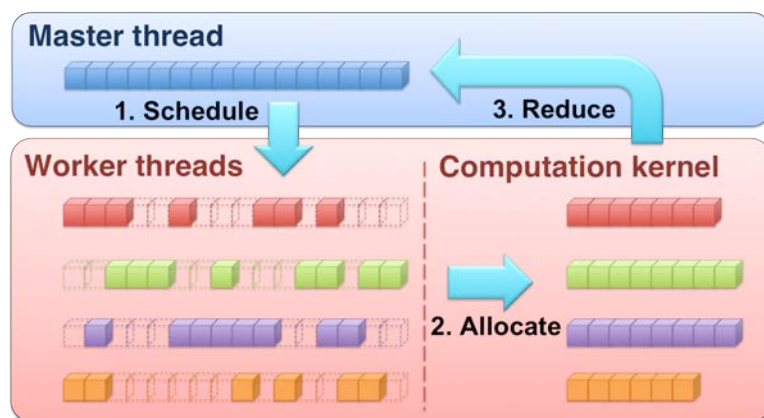 Master thread
1. Schedule
3. Reduce
Worker threads
Computation kernel
2. Allocate